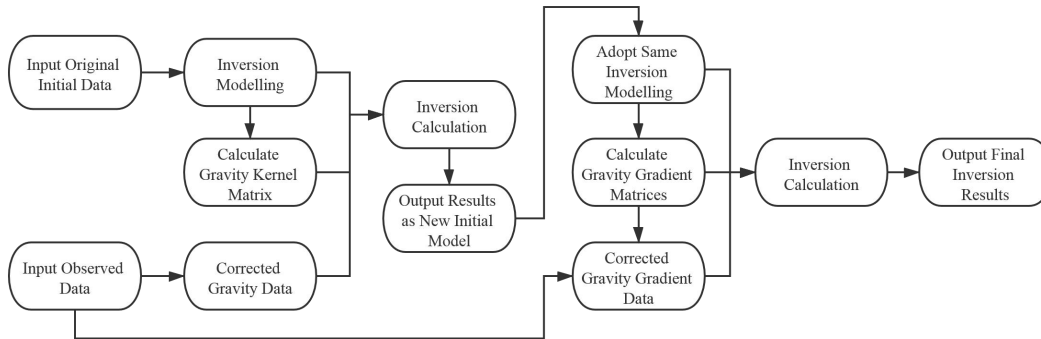 Input Original
Initial Data
Inversion
Modelling
Calculate
Gravity Kernel
Matrix
Input Observed
Data
Corrected
Gravity Data
Inversion
Calculation
Output Results
as New Initial
Model
Adopt Same
Inversion
Modelling
Calculate
Gravity Gradient
Matrices
Corrected
Gravity Gradient
Data
Inversion
Calculation
Output Final
Inversion
Results